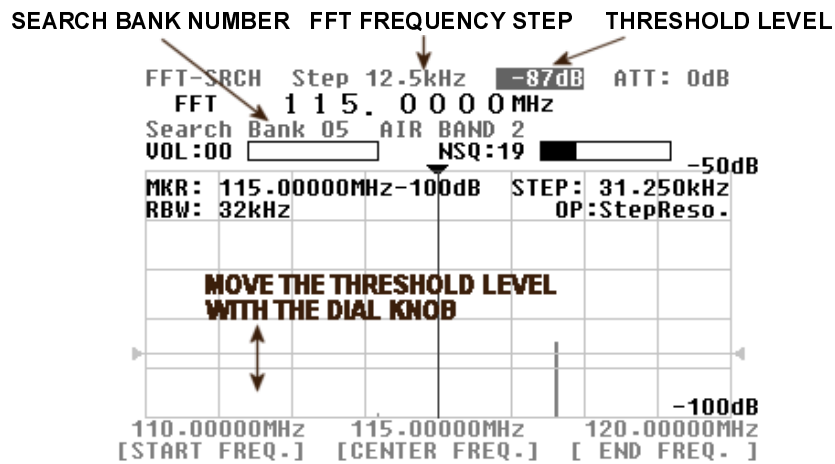 SEARCH BANK NUMBER FFT FREQUENCY STEP THRESHOLD LEVEL
FFT-SRCH Step 12.5kHz -87dB ATT: 0dB
FFT 115.0000MHz
Search Bank 05 AIR BAND 2
VOL:00 NSQ:19
-50dB
MKR: 115.00000MHz-100dB STEP: 31.250kHz
RBW: 32kHz OP:StepReso.
MOVE THE THRESHOLD LEVEL
WITH THE DIAL KNOB
-100dB
110.00000MHz 115.00000MHz 120.00000MHz
[START FREQ.] [CENTER FREQ.] [ END FREQ. ]